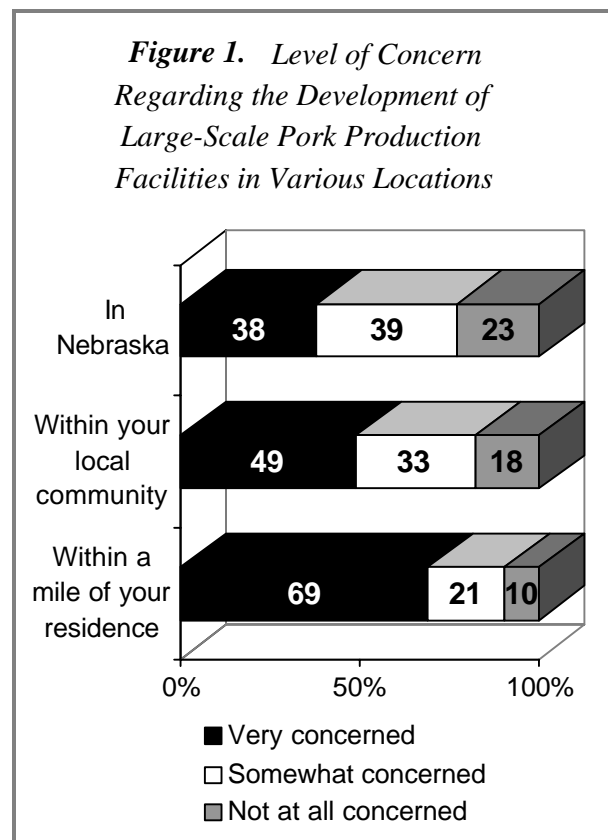 Figure 1. Level of Concern
Regarding the Development of
Large-Scale Pork Production
Facilities in Various Locations
In
Nebraska
38 39 23
Within your
local
community
49 33 18
Within a
mile of your
residence
69 21 10
0% 50% 100%
Very concerned
Somewhat concerned
Not at all concerned